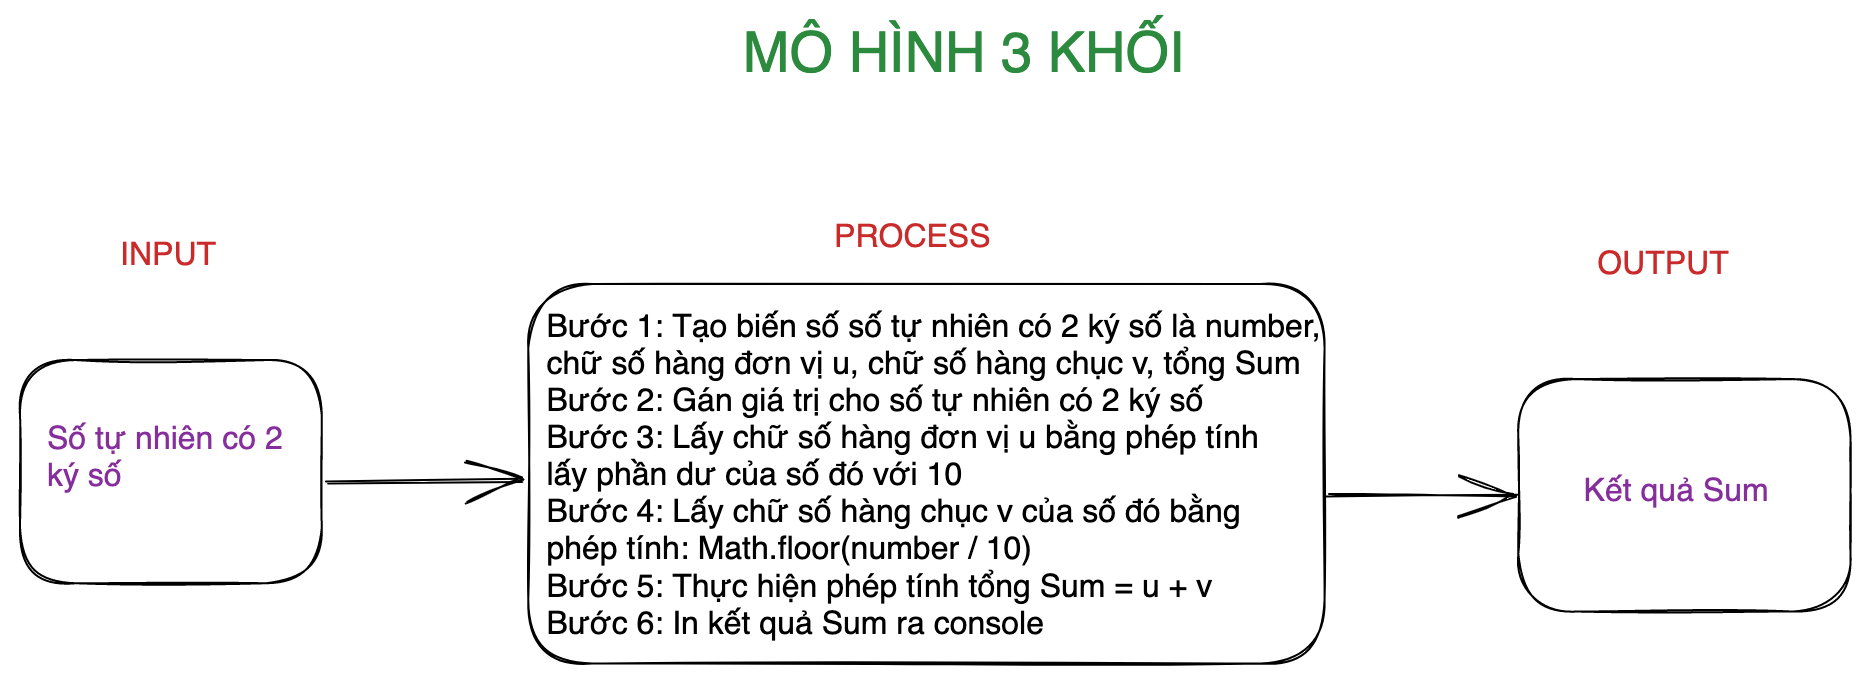 MÔ HÌNH 3 KHỐI
INPUT
PROCESS
OUTPUT
Số tự nhiên có 2
ký số
Bước 1: Tạo biến số số tự nhiên có 2 ký số là number,
chữ số hàng đơn vị u, chữ số hàng chục v, tổng Sum
Bước 2: Gán giá trị cho số tự nhiên có 2 ký số
Bước 3: Lấy chữ số hàng đơn vị u bằng phép tính
lấy phần dư của số đó với 10
Bước 4: Lấy chữ số hàng chục v của số đó bằng
phép tính: Math.floor(number / 10)
Bước 5: Thực hiện phép tính tổng Sum = u + v
Bước 6: In kết quả Sum ra console
Kết quả Sum